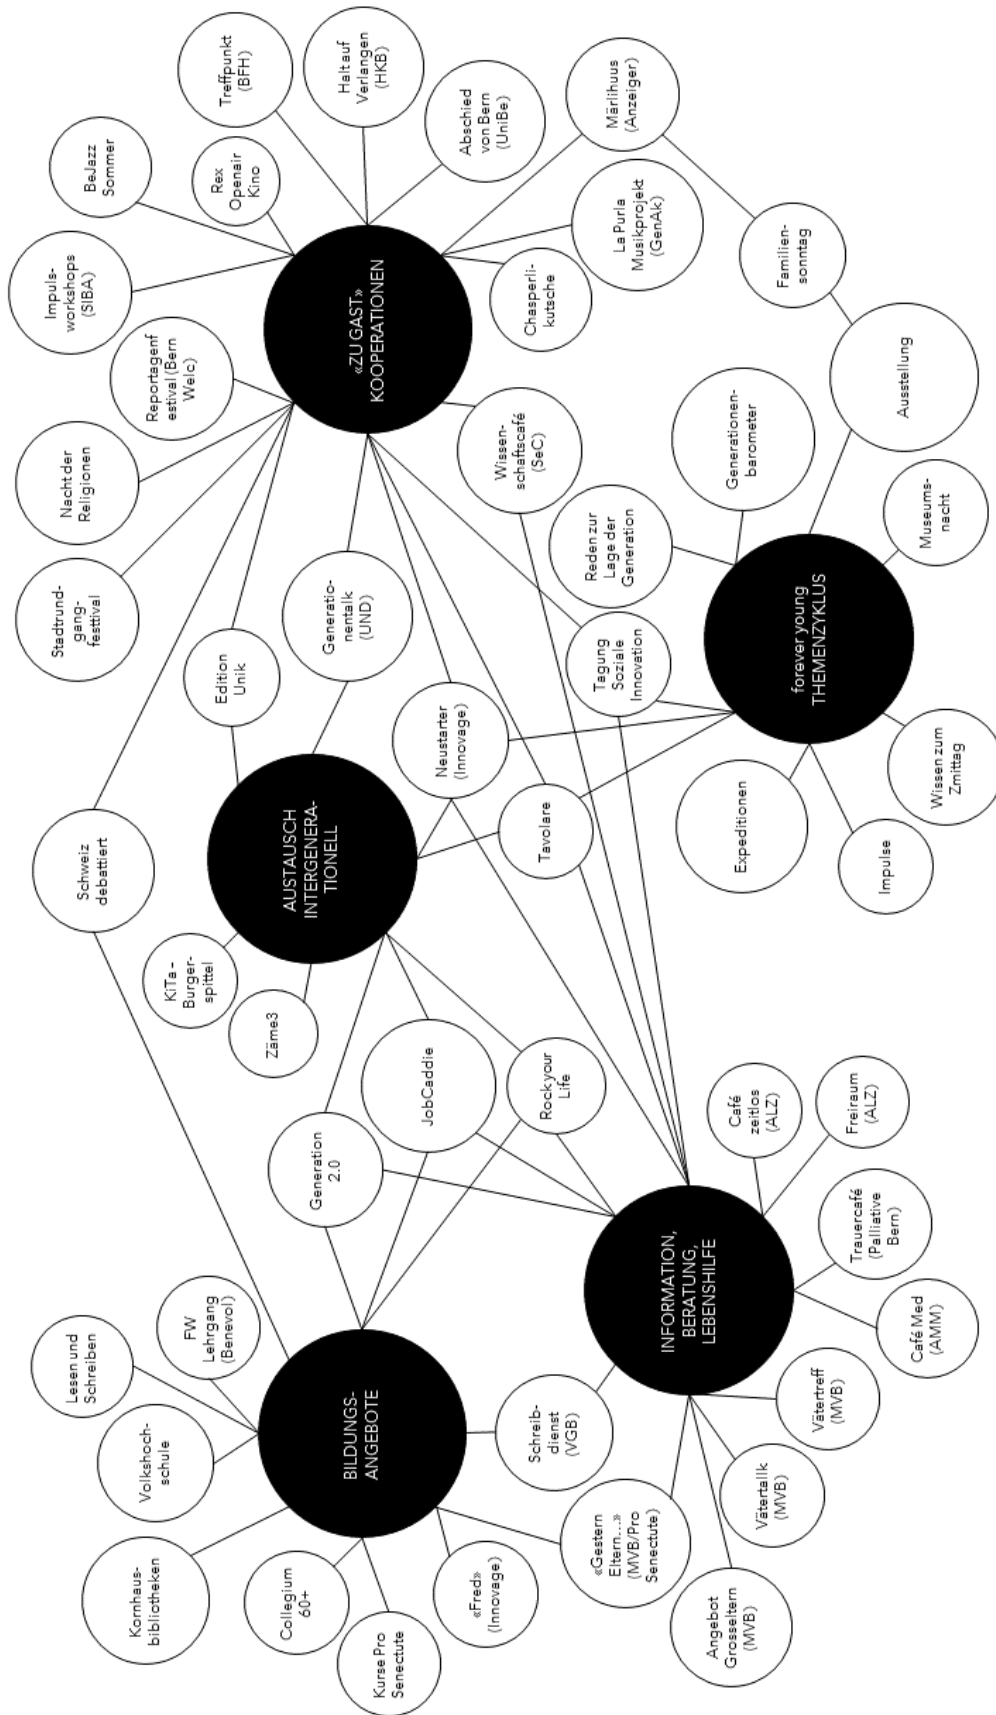 Kornhaus-
bibliotheken
Volkshoch-
schule
Lesen und
Schreiben
FW
Lehrgang
(Benevol)
Collegium
60+
Kurse Pro
Senectute
«Fred»
(Innovage)
BILDUNGS-
ANGEBOTE
Schreib-
dienst
(VGB)
«Gestern
Eltern...»
(MVB/Pro
Senectute)
Angebot
Grosseltern
(MVB)
Vätertallk
(MVB)
Vätertreff
(MVB)
Café Med
(AMM)
Trauercafé
(Palliative
Bern)
Freiraum
(ALZ)
Café
zeitlos
(ALZ)
INFORMATION,
BERATUNG,
LEBENSHILFE
Generation
2.0
JobCaddie
Rock your
Life
Zäme3
KiTa –
Burger-
spittel
Schweiz
debattiert
AUSTAUSCH
INTERGENERA-
TIONELL
Edition
Unik
Generatio-
nentalk
(UND)
Neustarter
(Innovage)
Tavolare
Tagung
Soziale
Innovation
Expeditionen
Impulse
Wissen zum
Zmittag
forever young
THEMENZYKLUS
Reden zur
Lage der
Generation
Generationen-
barometer
Museums-
nacht
Ausstellung
Familien-
sonntag
Märlihuus
(Anzeiger)
Wissen-
schaftscafé
(SeC)
Stadtrund-
gang-
festtival
Nacht der
Religionen
Reportagenf
estival (Bern
Welc)
Impuls-
workshops
(SIBA)
BeJazz
Sommer
Rex
Openair
Kino
Treffpunkt
(BFH)
Halt auf
Verlangen
(HKB)
Abschied
von Bern
(UniBe)
La Purla
Musikprojekt
(GenAk)
Chasperli-
kutsche
«ZU GAST»
KOOPERATIONEN